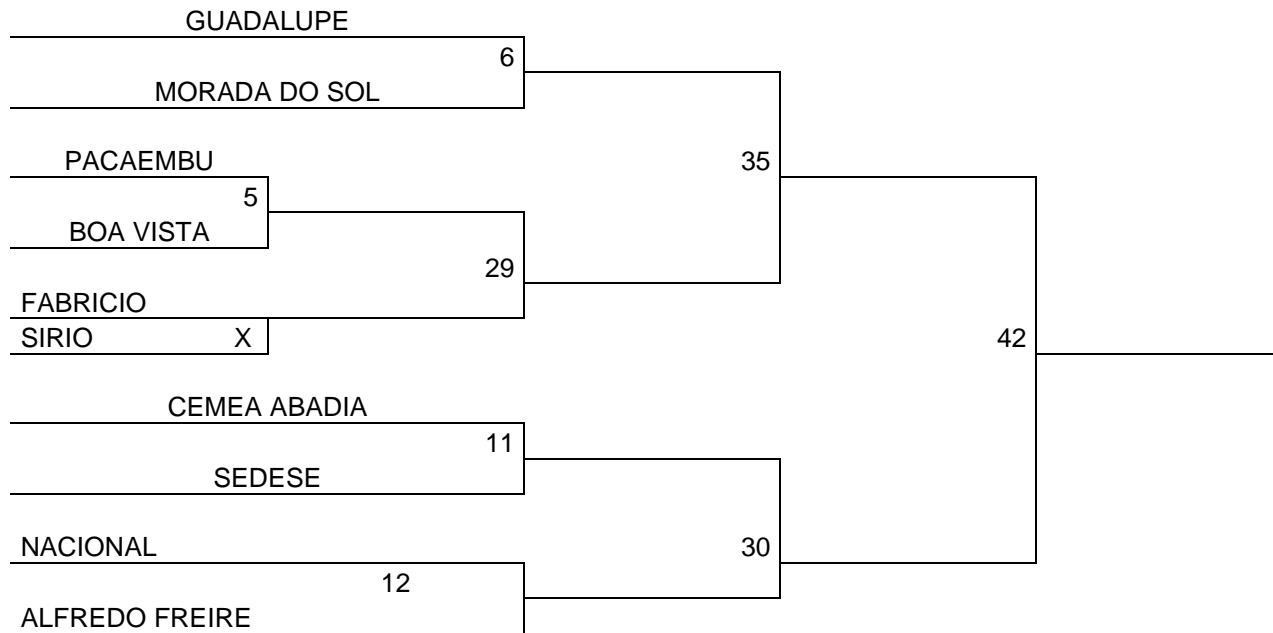 GUADALUPE
6
MORADA DO SOL
PACAEMBU
35
5
BOA VISTA
29
FABRICIO
SIRIO X
42
CEMEA ABADIA
11
SEDESE
NACIONAL
30
12
ALFREDO FREIRE